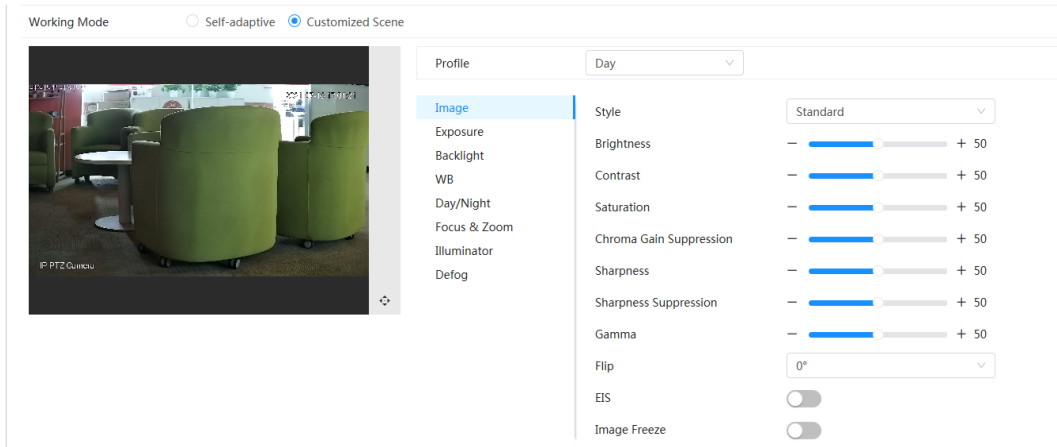 Working Mode Self-adaptive Customized Scene
Profile Day
Image
Exposure
Backlight
WB
Day/Night
Focus & Zoom
Illuminator
Defog
Style Standard
Brightness − + 50
Contrast − + 50
Saturation − + 50
Chroma Gain Suppression − + 50
Sharpness − + 50
Sharpness Suppression − + 50
Gamma − + 50
Flip 0°
EIS
Image Freeze
IP PTZ Camera